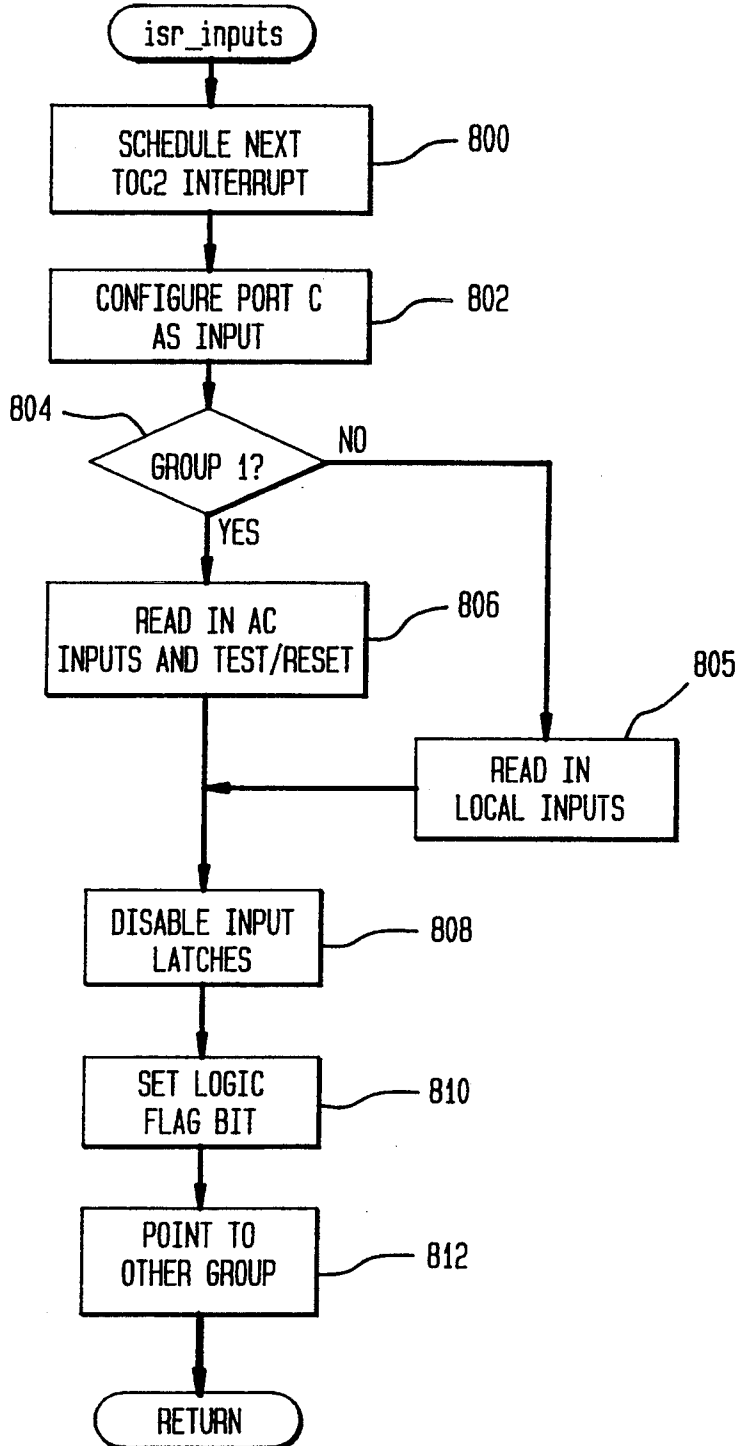 isr_inputs
SCHEDULE NEXT
TOC2 INTERRUPT
800
CONFIGURE PORT C
AS INPUT
802
804
GROUP 1?
NO
YES
READ IN AC
INPUTS AND TEST/RESET
806
805
READ IN
LOCAL INPUTS
DISABLE INPUT
LATCHES
808
SET LOGIC
FLAG BIT
810
POINT TO
OTHER GROUP
812
RETURN